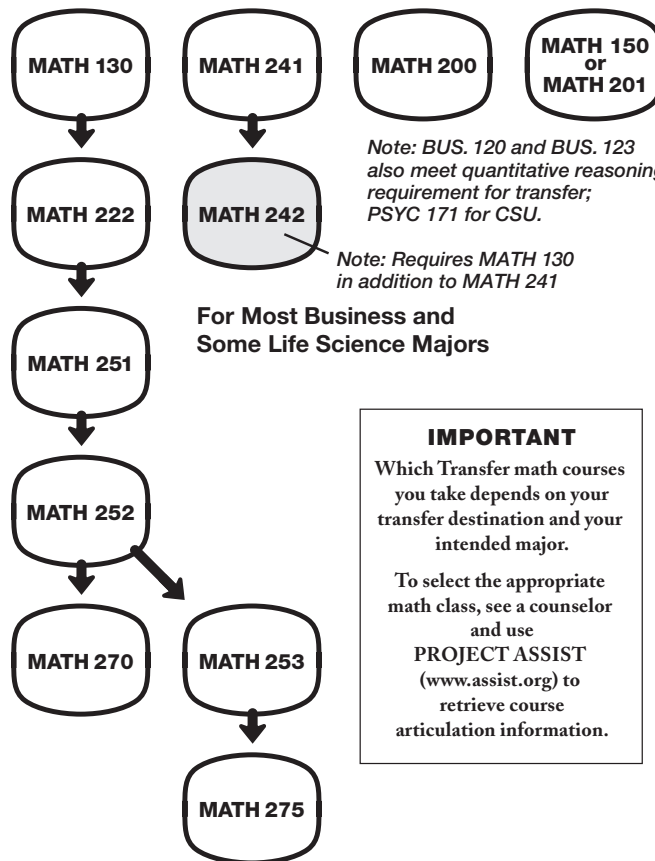 MATH 130
MATH 241
MATH 200
MATH 150
or
MATH 201
Note: BUS. 120 and BUS. 123
also meet quantitative reasoning
requirement for transfer;
PSYC 171 for CSU.
MATH 222
MATH 242
Note: Requires MATH 130
in addition to MATH 241
For Most Business and
Some Life Science Majors
MATH 251
MATH 252
MATH 270
MATH 253
MATH 275
IMPORTANT
Which Transfer math courses
you take depends on your
transfer destination and your
intended major.
To select the appropriate
math class, see a counselor
and use
PROJECT ASSIST
(www.assist.org) to
retrieve course
articulation information.